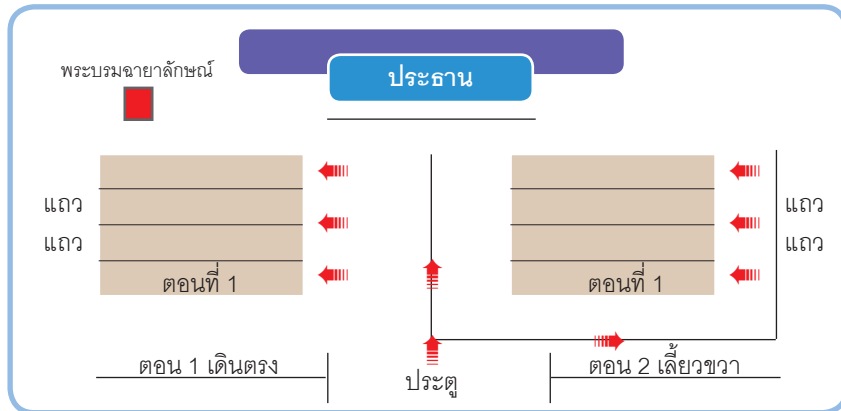 พระบรมฉายาลักษณ์
ประธาน
แถว
แถว
แถว
แถว
ตอนที่ 1
ตอนที่ 1
ตอน 1 เดินตรง
ประตู
ตอน 2 เลี้ยวขวา